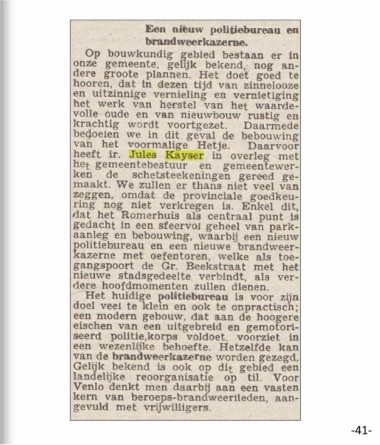 Een nieuw politiebureau en
brandweerkazerne.
Op bouwkundig gebied bestaan er in
onze gemeente, gelijk bekend, nog an-
dere groote plannen. Het doet goed te
hooren, dat in dezen tijd van zinnelooze
en uitzinnige vernieling en vernietiging
het werk van herstel van het waarde-
volle oude en van nieuwbouw rustig en
krachtig wordt voortgezet. Daarmede
bedoelen we in dit geval de bebouwing
van het voormalige Hetje. Daarvoor
heeft ir. Jules Kayser in overleg met
het gemeentebestuur en gemeentewer-
ken de schetsteekeningen gereed ge-
maakt. We zullen er thans niet veel van
zeggen, omdat de provinciale goedkeu-
ring nog niet verkregen is. Enkel dit,
dat het Romerhuis als centraal punt is
gedacht in een sfeervol geheel van park-
aanleg en bebouwing, waarbij een nieuw
politiebureau en een nieuwe brandweer-
kazerne met oefentoren, welke als toe-
gangspoort de Gr. Beekstraat met het
nieuwe stadsgedeelte verbindt, als ver-
dere hoofdmomenten zullen dienen.
Het huidige politiebureau is voor zijn
doel veel te klein en ook te onpractisch;
een modern gebouw, dat aan de hoogere
eischen van een uitgebreid en gemotori-
seerd politie,korps voldoet, voorziet in
een wezenlijke behoefte. Hetzelfde kan
van de brandweerkazerne worden gezegd.
Gelijk bekend is ook op dit gebied een
landelijke reorganisatie op til. Voor
Venlo denkt men daarbij aan een vasten
kern van beroeps-brandweerlieden, aan-
gevuld met vrijwilligers.
-41-